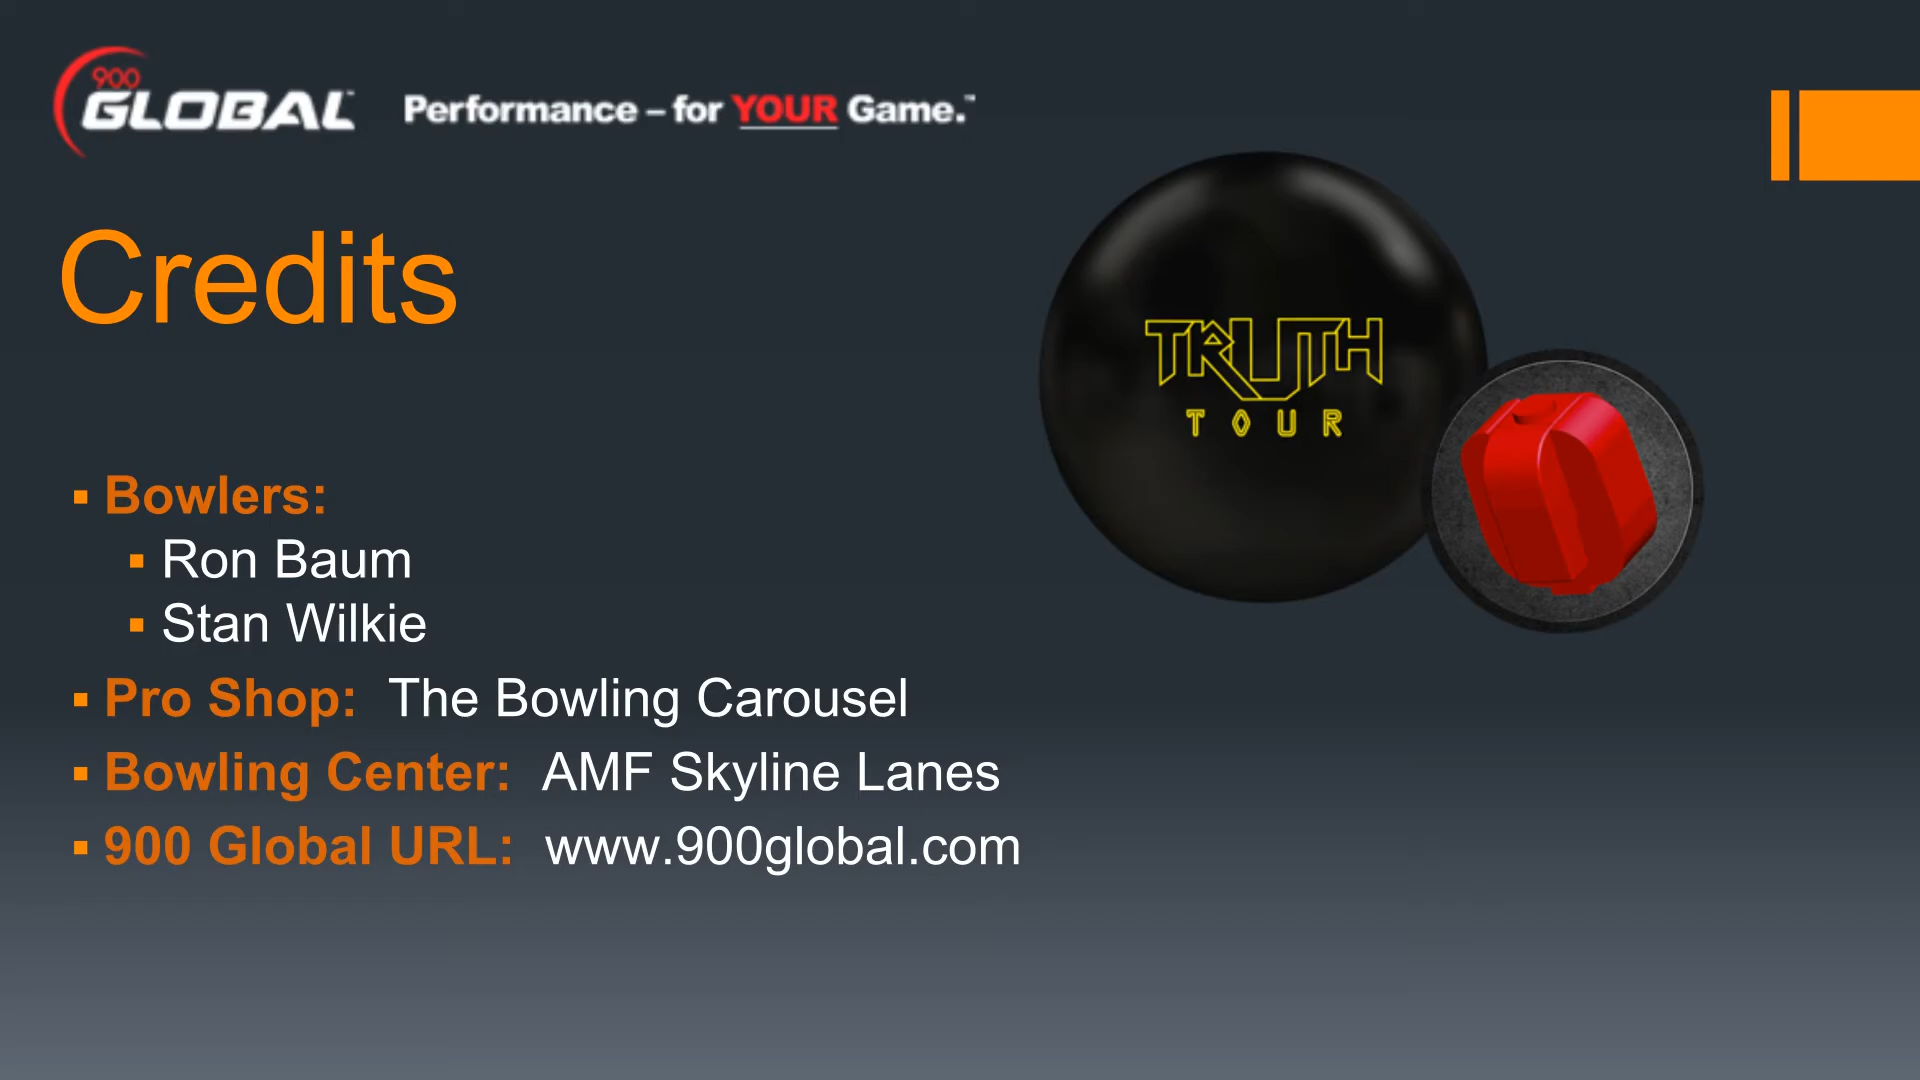 900
GLOBAL™
Performance – for YOUR Game.™
Credits
TRUTH
TOUR
▪ Bowlers:
▪ Ron Baum
▪ Stan Wilkie
▪ Pro Shop: The Bowling Carousel
▪ Bowling Center: AMF Skyline Lanes
▪ 900 Global URL: www.900global.com